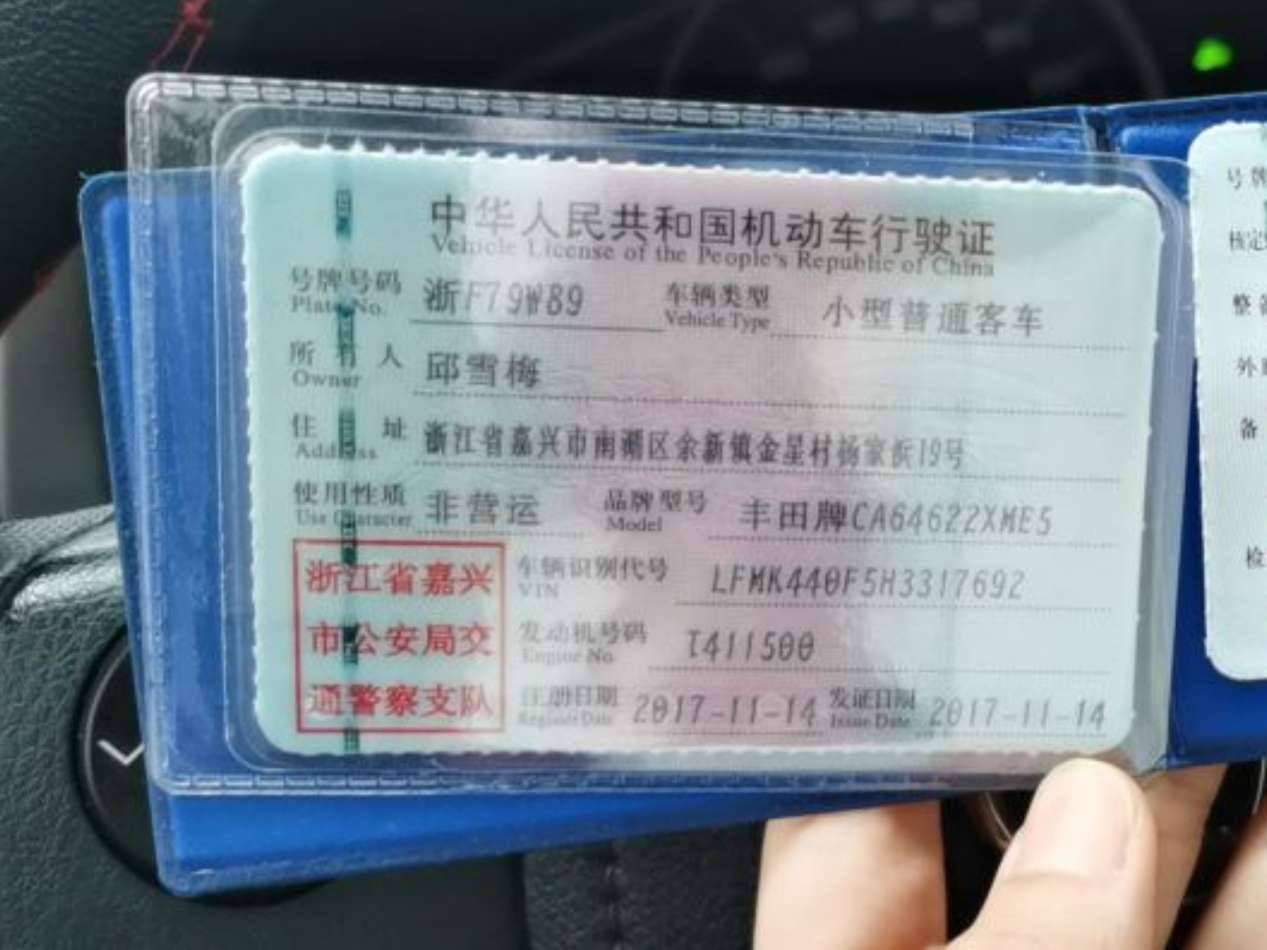 中华人民共和国机动车行驶证
Vehicle License of the People's Republic of China
号牌号码 浙F79W89 车辆类型 小型普通客车
Plate No. Vehicle Type
所有人 邱雪梅
Owner
住址 浙江省嘉兴市南湖区余新镇金星村杨家浜19号
Address
使用性质 非营运 品牌型号 丰田牌CA64622XME5
Use Character Model
浙江省嘉兴
市公安局交
通警察支队
车辆识别代号 LFMK440F5H3317692
VIN
发动机号码 I411500
Engine No.
注册日期 2017-11-14 发证日期 2017-11-14
Register Date Issue Date
号牌
核定
整备
外
备
检